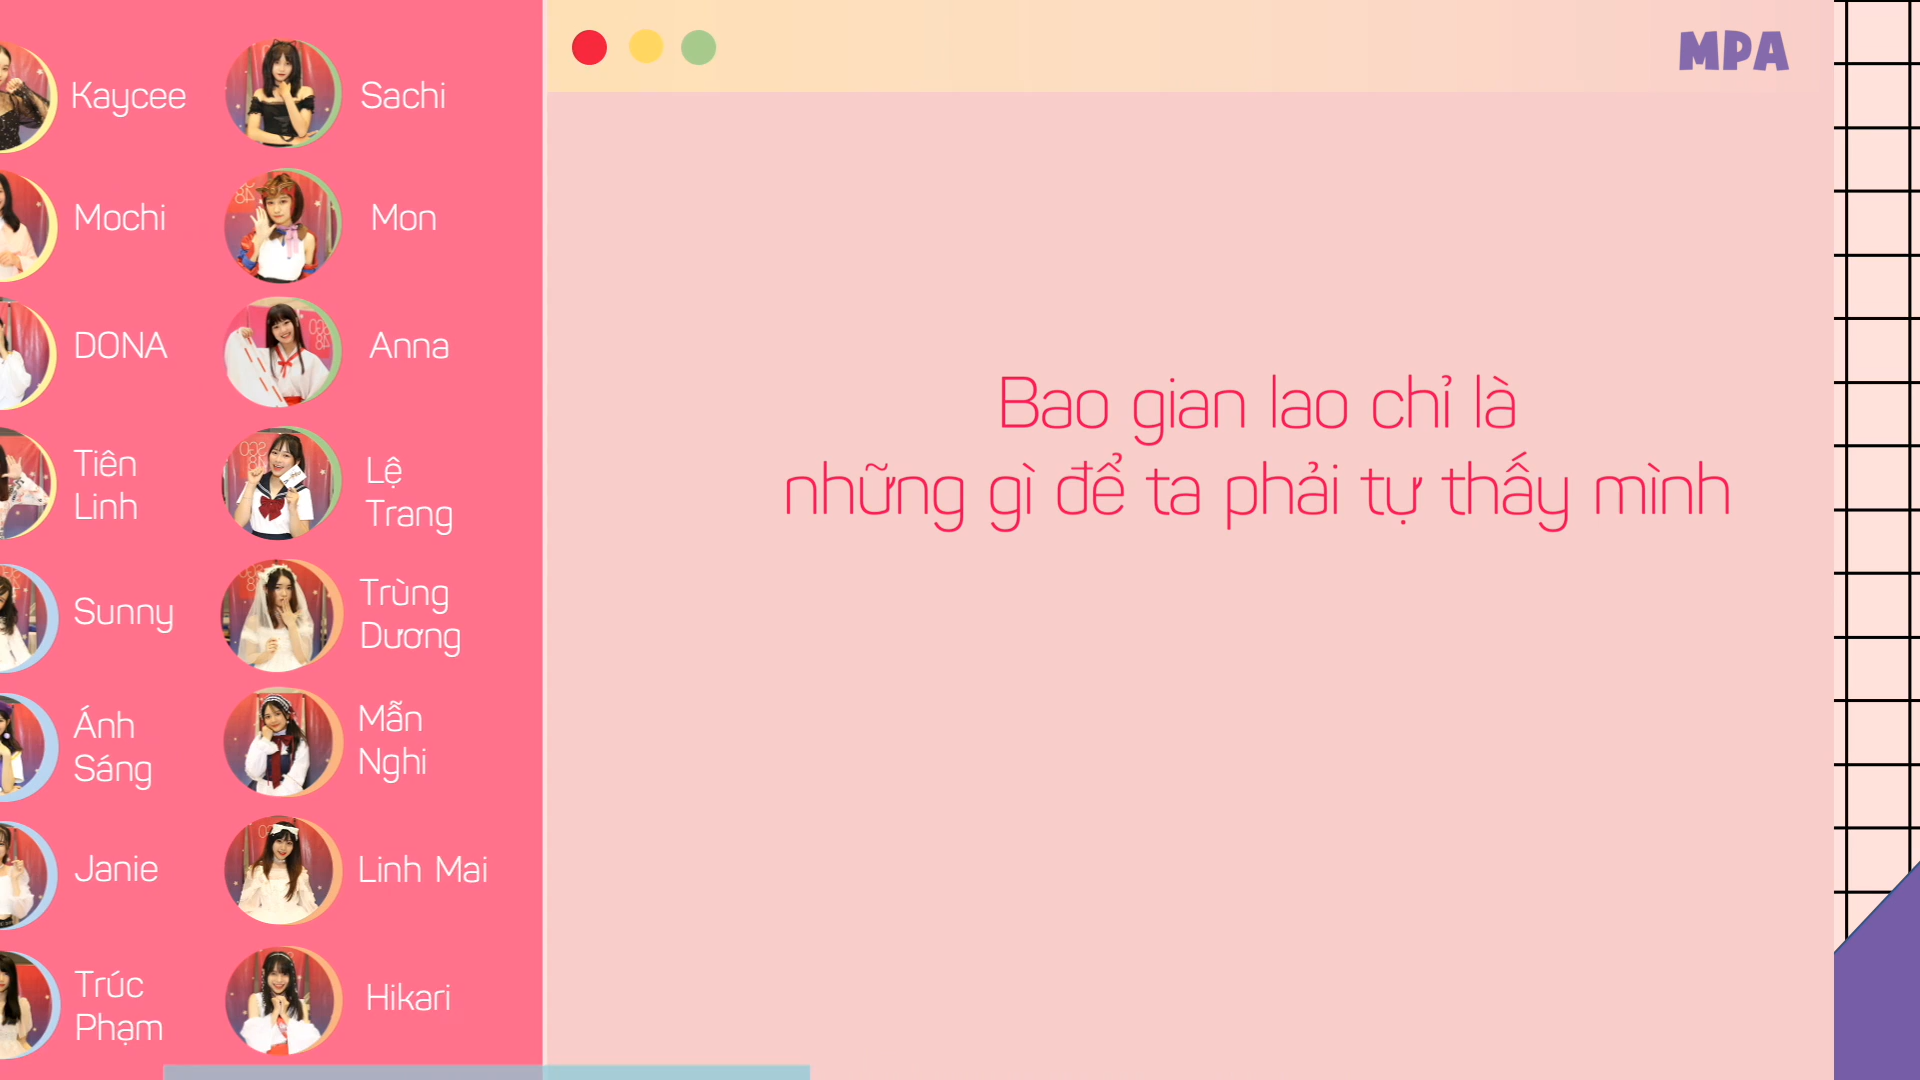 Kaycee
Sachi
Mochi
Mon
DONA
Anna
Tiên
Linh
Lệ
Trang
Sunny
Trùng
Dương
Ánh
Sáng
Mẫn
Nghi
Janie
Linh Mai
Trúc
Phạm
Hikari
MPA
Bao gian lao chỉ là
những gì để ta phải tự thấy mình